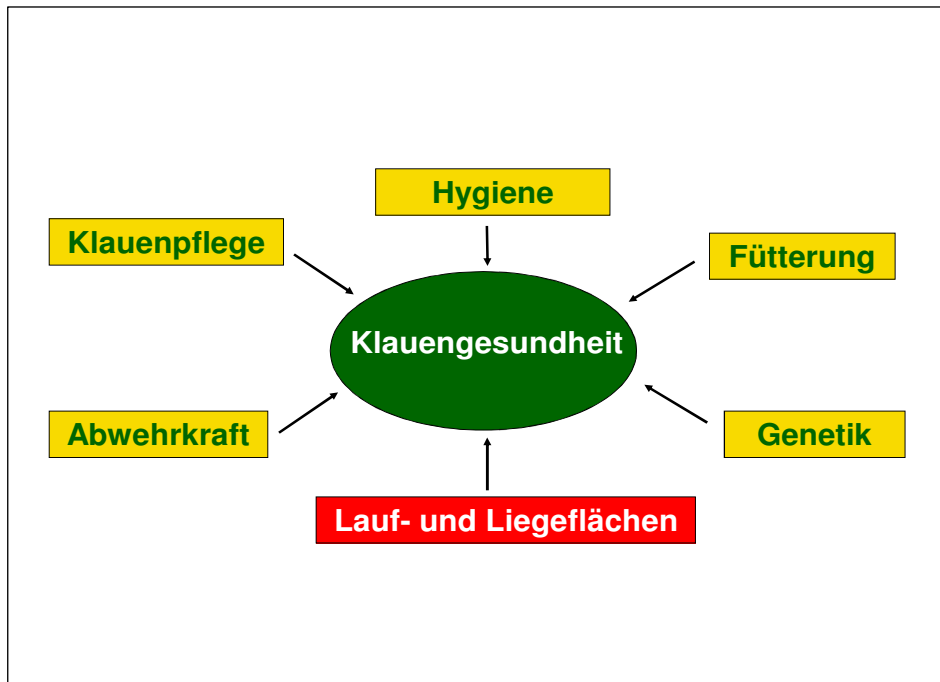 Hygiene
Klauenpflege
Fütterung
Klauengesundheit
Abwehrkraft
Genetik
Lauf- und Liegeflächen